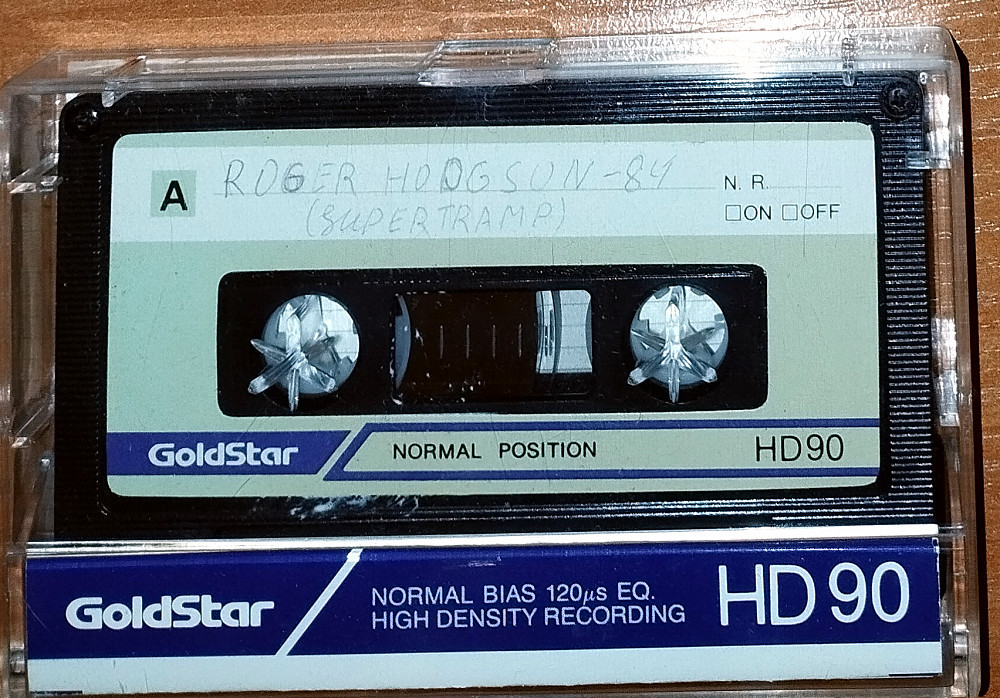 A ROGER HODGSON-84
(SUPERTRAMP)
N. R.
□ON □OFF
GoldStar NORMAL POSITION HD90
GoldStar
NORMAL BIAS 120μs EQ.
HIGH DENSITY RECORDING
HD 90